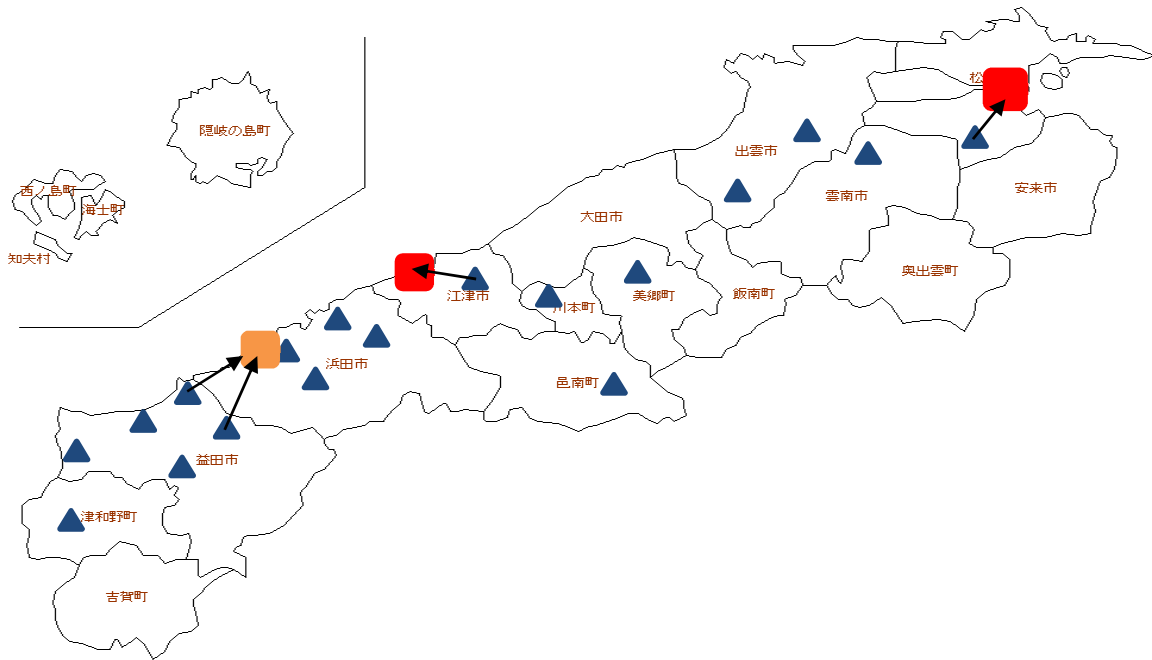 松
隠岐の島町
出雲市
西ノ島町
安来市
雲南市
海士町
大田市
知夫村
奥出雲町
飯南町
美郷町
江津市
川本町
浜田市
邑南町
益田市
津和野町
吉賀町